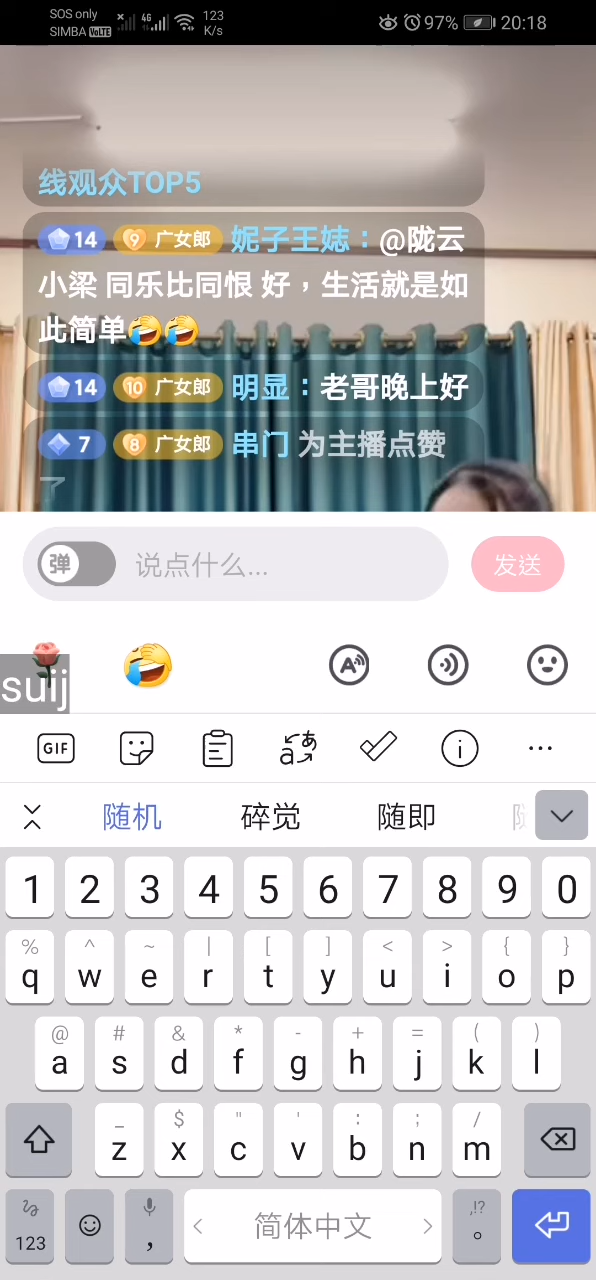 SOS only
SIMBA VoLTE
4G
123
K/s
97%
20:18
线观众TOP5
14 9 广女郎 妮子王婋：@陇云
小梁 同乐比同恨 好，生活就是如
此简单🤣🤣
14 10 广女郎 明显：老哥晚上好
7 8 广女郎 串门 为主播点赞
弹 说点什么... 发送
A
suij
GIF
aあ
i
...
随机 碎觉 随即
1 2 3 4 5 6 7 8 9 0
% ^ ~ | [ ] < > { }
q w e r t y u i o p
@ # & * - + = ( )
a s d f g h j k l
_ $ " ' : ; /
z x c v b n m
,!?
123 , < 简体中文 > 。